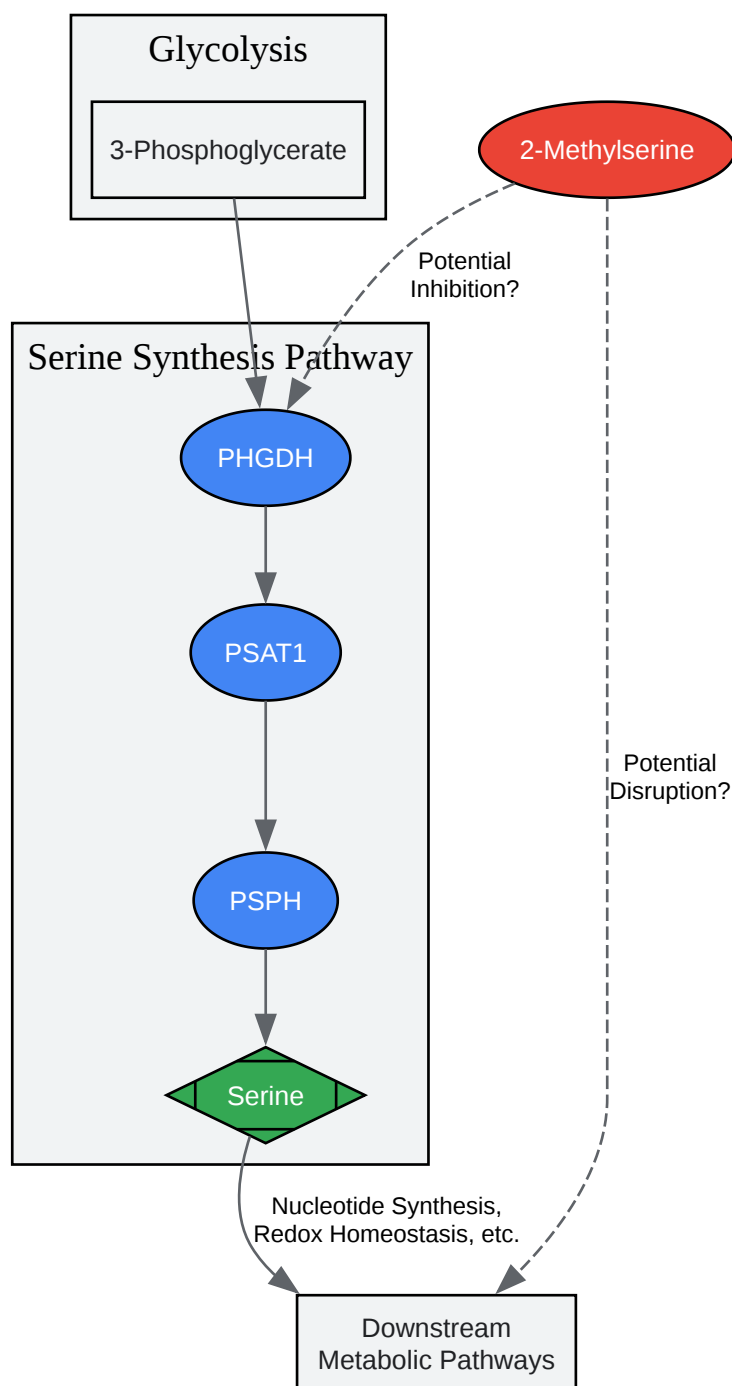 Glycolysis
3-Phosphoglycerate
2-Methylserine
Potential
Inhibition?
Serine Synthesis Pathway
PHGDH
PSAT1
Potential
Disruption?
PSPH
Serine
Nucleotide Synthesis,
Redox Homeostasis, etc.
Downstream
Metabolic Pathways